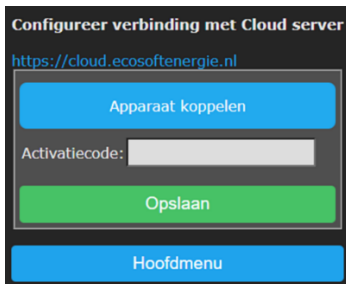 Configureer verbinding met Cloud server
https://cloud.ecosoftenergie.nl
Apparaat koppelen
Activatiecode:
Opslaan
Hoofdmenu